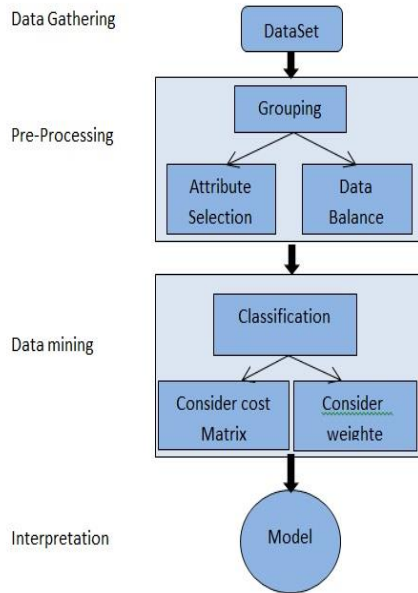 Data Gathering
DataSet
Pre-Processing
Grouping
Attribute
Selection
Data
Balance
Data mining
Classification
Consider cost
Matrix
Consider
weighte
Interpretation
Model